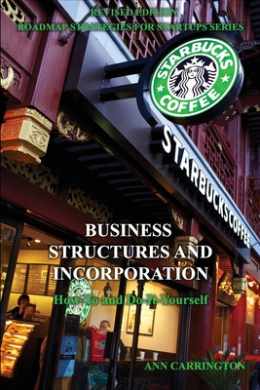 REVISED EDITION
ROADMAP STRATEGIES FOR STARTUPS SERIES
STARBUCKS
COFFEE
STARBUCKS COFFEE
BUSINESS
STRUCTURES AND
INCORPORATION
How To and Do-It-Yourself
ANN CARRINGTON